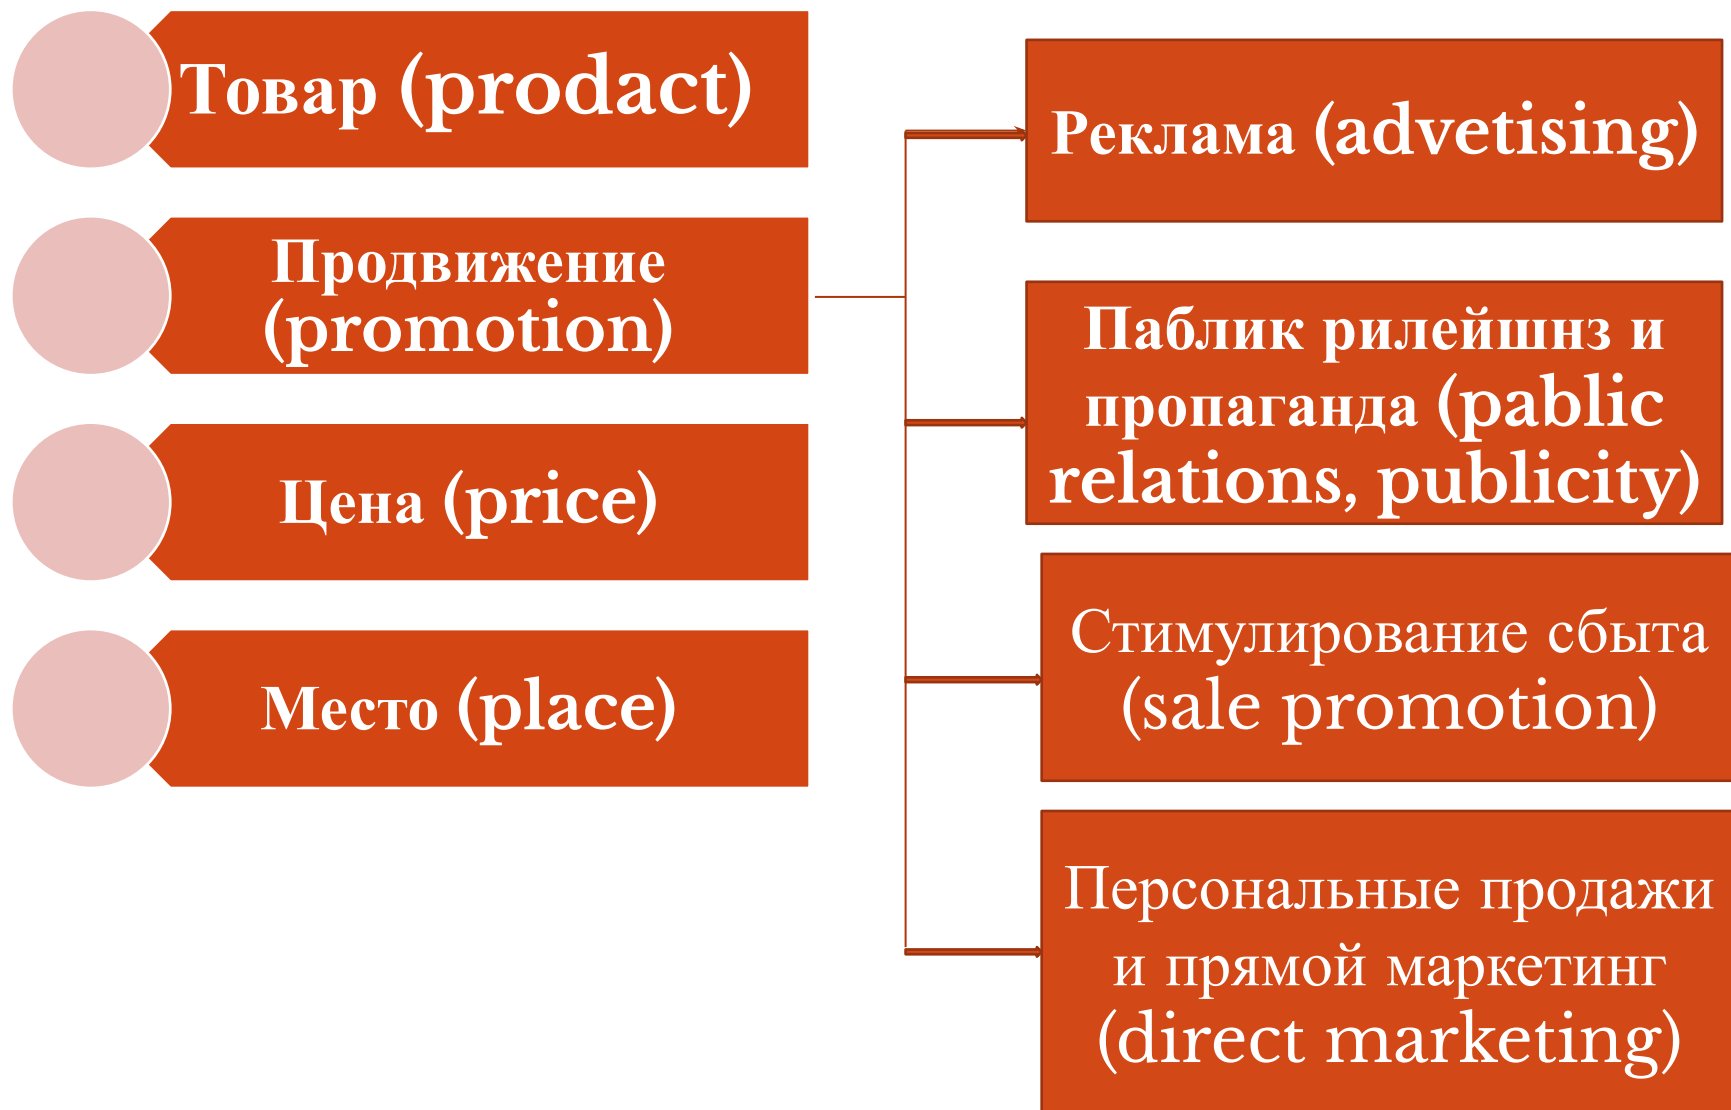 Товар (prodact)
Продвижение
(promotion)
Цена (price)
Место (place)
Реклама (advetising)
Паблик рилейшнз и
пропаганда (pablic
relations, publicity)
Стимулирование сбыта
(sale promotion)
Персональные продажи
и прямой маркетинг
(direct marketing)